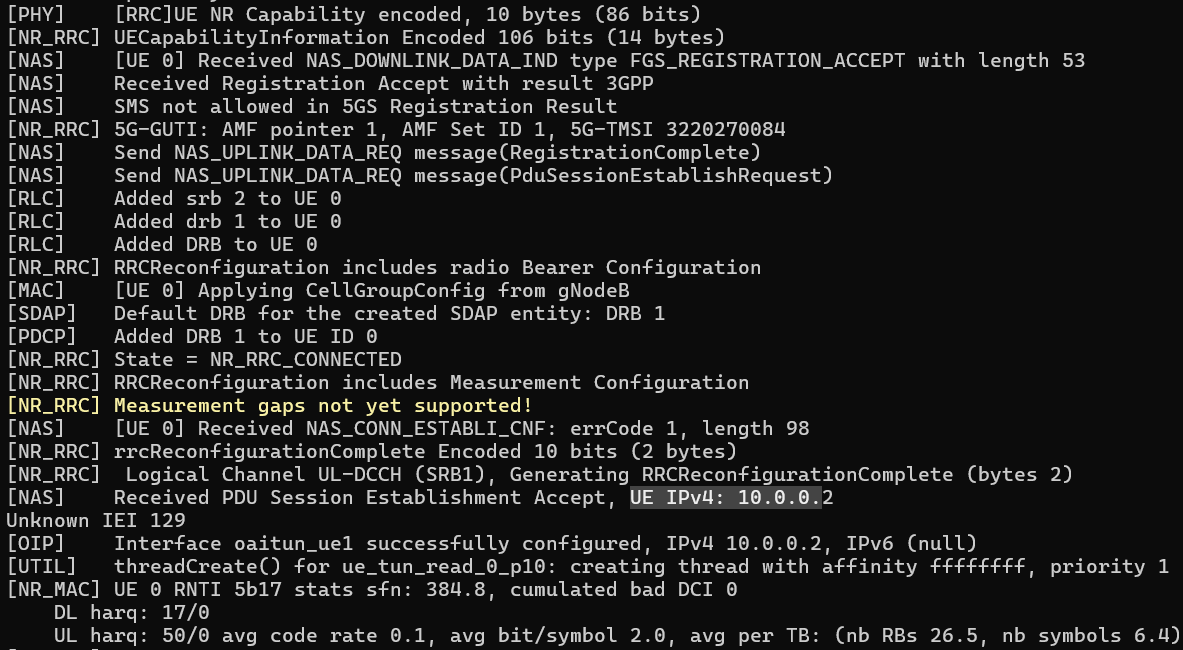 [PHY]    [RRC]UE NR Capability encoded, 10 bytes (86 bits)
[NR_RRC] UECapabilityInformation Encoded 106 bits (14 bytes)
[NAS]    [UE 0] Received NAS_DOWNLINK_DATA_IND type FGS_REGISTRATION_ACCEPT with length 53
[NAS]    Received Registration Accept with result 3GPP
[NAS]    SMS not allowed in 5GS Registration Result
[NR_RRC] 5G-GUTI: AMF pointer 1, AMF Set ID 1, 5G-TMSI 3220270084
[NAS]    Send NAS_UPLINK_DATA_REQ message(RegistrationComplete)
[NAS]    Send NAS_UPLINK_DATA_REQ message(PduSessionEstablishRequest)
[RLC]    Added srb 2 to UE 0
[RLC]    Added drb 1 to UE 0
[RLC]    Added DRB to UE 0
[NR_RRC] RRCReconfiguration includes radio Bearer Configuration
[MAC]    [UE 0] Applying CellGroupConfig from gNodeB
[SDAP]   Default DRB for the created SDAP entity: DRB 1
[PDCP]   Added DRB 1 to UE ID 0
[NR_RRC] State = NR_RRC_CONNECTED
[NR_RRC] RRCReconfiguration includes Measurement Configuration
[NR_RRC] Measurement gaps not yet supported!
[NAS]    [UE 0] Received NAS_CONN_ESTABLI_CNF: errCode 1, length 98
[NR_RRC] rrcReconfigurationComplete Encoded 10 bits (2 bytes)
[NR_RRC]  Logical Channel UL-DCCH (SRB1), Generating RRCReconfigurationComplete (bytes 2)
[NAS]    Received PDU Session Establishment Accept, UE IPv4: 10.0.0.2
Unknown IEI 129
[OIP]    Interface oaitun_ue1 successfully configured, IPv4 10.0.0.2, IPv6 (null)
[UTIL]   threadCreate() for ue_tun_read_0_p10: creating thread with affinity ffffffff, priority 1
[NR_MAC] UE 0 RNTI 5b17 stats sfn: 384.8, cumulated bad DCI 0
    DL harq: 17/0
    UL harq: 50/0 avg code rate 0.1, avg bit/symbol 2.0, avg per TB: (nb RBs 26.5, nb symbols 6.4)